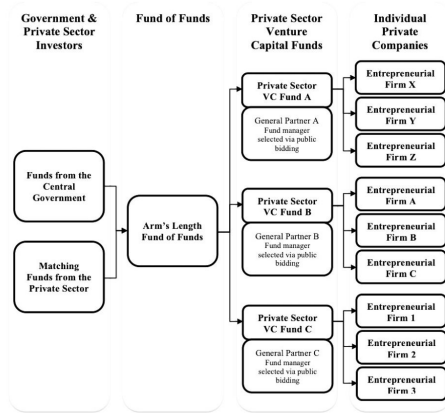 Government &
Private Sector
Investors
Fund of Funds
Private Sector
Venture
Capital Funds
Individual
Private
Companies
Funds from the
Central
Government
Matching
Funds from the
Private Sector
Arm's Length
Fund of Funds
Private Sector
VC Fund A
General Partner A
Fund manager
selected via public
bidding
Entrepreneurial
Firm X
Entrepreneurial
Firm Y
Entrepreneurial
Firm Z
Private Sector
VC Fund B
General Partner B
Fund manager
selected via public
bidding
Entrepreneurial
Firm A
Entrepreneurial
Firm B
Entrepreneurial
Firm C
Private Sector
VC Fund C
General Partner C
Fund manager
selected via public
bidding
Entrepreneurial
Firm 1
Entrepreneurial
Firm 2
Entrepreneurial
Firm 3